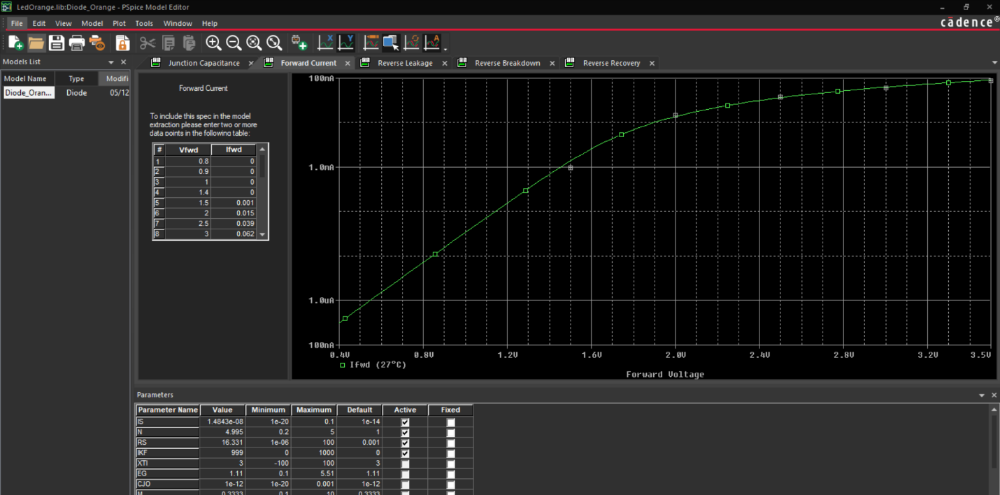 LedOrange.lib:Diode_Orange - PSpice Model Editor
File Edit View Model Plot Tools Window Help
cādence®
Models List
Junction Capacitance Forward Current Reverse Leakage Reverse Breakdown Reverse Recovery
Model Name Type Modifi
Diode_Oran... Diode 05/12
Forward Current
To include this spec in the model
extraction please enter two or more
data points in the following table:
# Vfwd Ifwd
1 0.8 0
2 0.9 0
3 1 0
4 1.4 0
5 1.5 0.001
6 2 0.015
7 2.5 0.039
8 3 0.062
100mA
1.0mA
1.0uA
100nA
0.4V 0.8V 1.2V 1.6V 2.0V 2.4V 2.8V 3.2V 3.5V
Ifwd (27°C)
Forward Voltage
Parameters
Parameter Name Value Minimum Maximum Default Active Fixed
IS 1.4843e-08 1e-20 0.1 1e-14
N 4.995 0.2 5 1
RS 16.331 1e-06 100 0.001
IKF 999 0 1000 0
XTI 3 -100 100 3
EG 1.11 0.1 5.51 1.11
CJO 1e-12 1e-20 0.001 1e-12
M 0.3333 0.1 10 0.3333